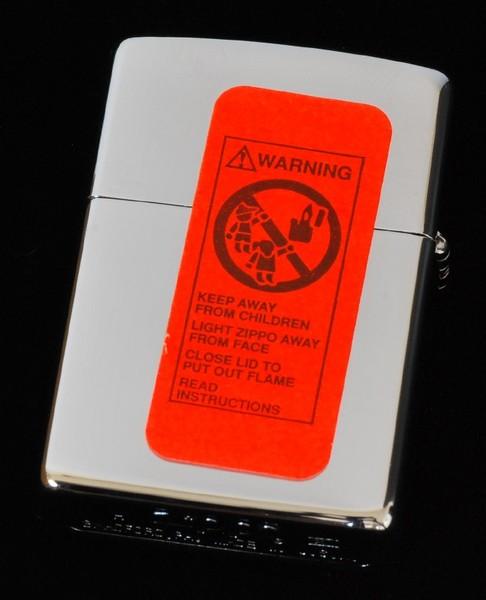 WARNING
KEEP AWAY
FROM CHILDREN
LIGHT ZIPPO AWAY
FROM FACE
CLOSE LID TO
PUT OUT FLAME
READ
INSTRUCTIONS